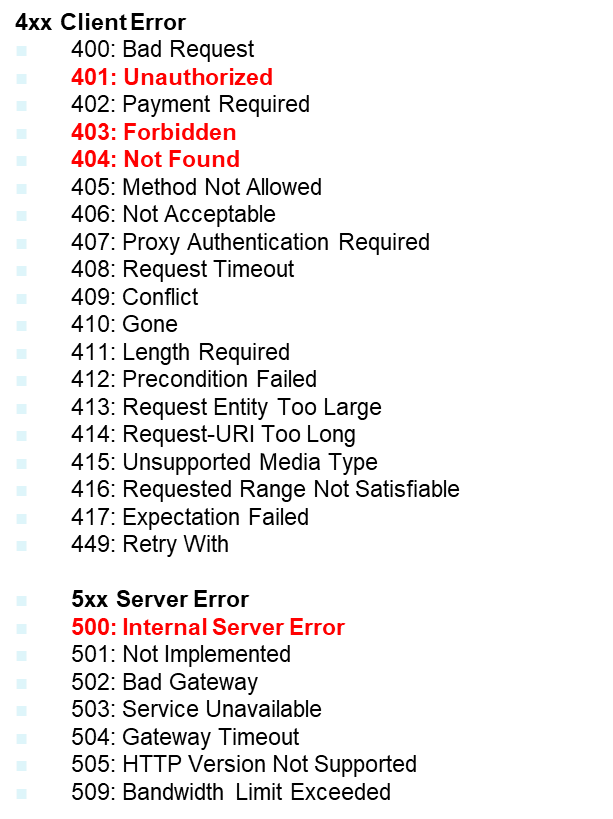 4xx Client Error
400: Bad Request
401: Unauthorized
402: Payment Required
403: Forbidden
404: Not Found
405: Method Not Allowed
406: Not Acceptable
407: Proxy Authentication Required
408: Request Timeout
409: Conflict
410: Gone
411: Length Required
412: Precondition Failed
413: Request Entity Too Large
414: Request-URI Too Long
415: Unsupported Media Type
416: Requested Range Not Satisfiable
417: Expectation Failed
449: Retry With
5xx Server Error
500: Internal Server Error
501: Not Implemented
502: Bad Gateway
503: Service Unavailable
504: Gateway Timeout
505: HTTP Version Not Supported
509: Bandwidth Limit Exceeded